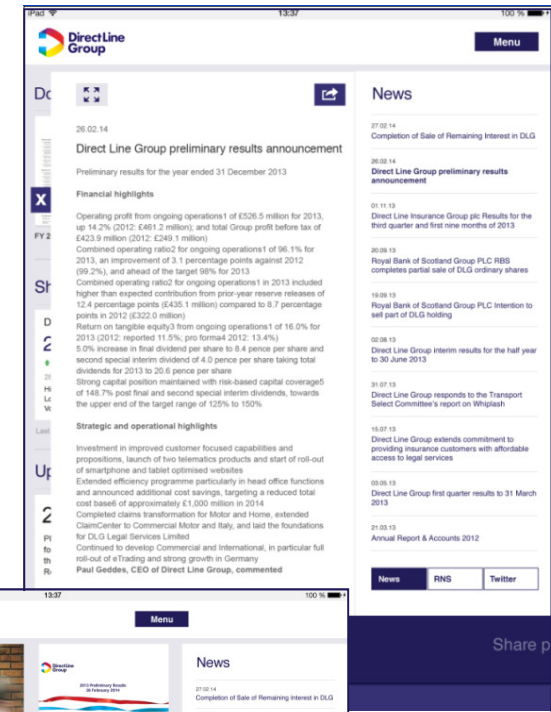 iPad
13:37
100 %
DirectLine
Group
Menu
Do
26.02.14
Direct Line Group preliminary results announcement
Preliminary results for the year ended 31 December 2013
Financial highlights
Operating profit from ongoing operations1 of £526.5 million for 2013,
up 14.2% (2012: £461.2 million); and total Group profit before tax of
£423.9 million (2012: £249.1 million)
Combined operating ratio2 for ongoing operations1 of 96.1% for
2013, an improvement of 3.1 percentage points against 2012
(99.2%), and ahead of the target 98% for 2013
Combined operating ratio2 for ongoing operations1 in 2013 included
higher than expected contribution from prior-year reserve releases of
12.4 percentage points (£435.1 million) compared to 8.7 percentage
points in 2012 (£322.0 million)
Return on tangible equity3 from ongoing operations1 of 16.0% for
2013 (2012: reported 11.5%; pro forma4 2012: 13.4%)
5.0% increase in final dividend per share to 8.4 pence per share and
second special interim dividend of 4.0 pence per share taking total
dividends for 2013 to 20.6 pence per share
Strong capital position maintained with risk-based capital coverage5
of 148.7% post final and second special interim dividends, towards
the upper end of the target range of 125% to 150%
Strategic and operational highlights
Investment in improved customer focused capabilities and
propositions, launch of two telematics products and start of roll-out
of smartphone and tablet optimised websites
Extended efficiency programme particularly in head office functions
and announced additional cost savings, targeting a reduced total
cost base6 of approximately £1,000 million in 2014
Completed claims transformation for Motor and Home, extended
ClaimCenter to Commercial Motor and Italy, and laid the foundations
for DLG Legal Services Limited
Continued to develop Commercial and International, in particular full
roll-out of eTrading and strong growth in Germany
Paul Geddes, CEO of Direct Line Group, commented
X
FY 2
Sh
D
2
Hi
Lo
Vo
Last
Up
2
Pl
fo
th
R
News
27.02.14
Completion of Sale of Remaining Interest in DLG
26.02.14
Direct Line Group preliminary results
announcement
01.11.13
Direct Line Insurance Group plc Results for the
third quarter and first nine months of 2013
20.09.13
Royal Bank of Scotland Group PLC RBS
completes partial sale of DLG ordinary shares
19.09.13
Royal Bank of Scotland Group PLC Intention to
sell part of DLG holding
02.08.13
Direct Line Group interim results for the half year
to 30 June 2013
31.07.13
Direct Line Group responds to the Transport
Select Committee's report on Whiplash
15.07.13
Direct Line Group extends commitment to
providing insurance customers with affordable
access to legal services
03.05.13
Direct Line Group first quarter results to 31 March
2013
21.03.13
Annual Report & Accounts 2012
News RNS Twitter
Share p
13:37
100 %
Menu
DirectLine
Group
2013 Preliminary Results
26 February 2014
News
27.02.14
Completion of Sale of Remaining Interest in DLG